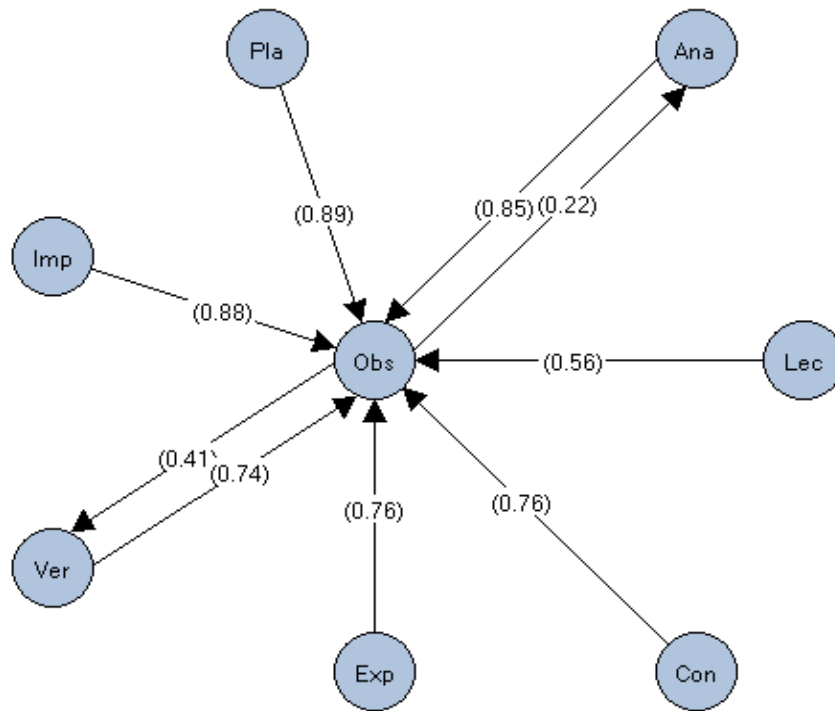 Pla
Ana
(0.85)
(0.22)
(0.89)
Imp
(0.88)
Obs
(0.56)
Lec
(0.41)
(0.74)
(0.76)
(0.76)
Ver
Exp
Con